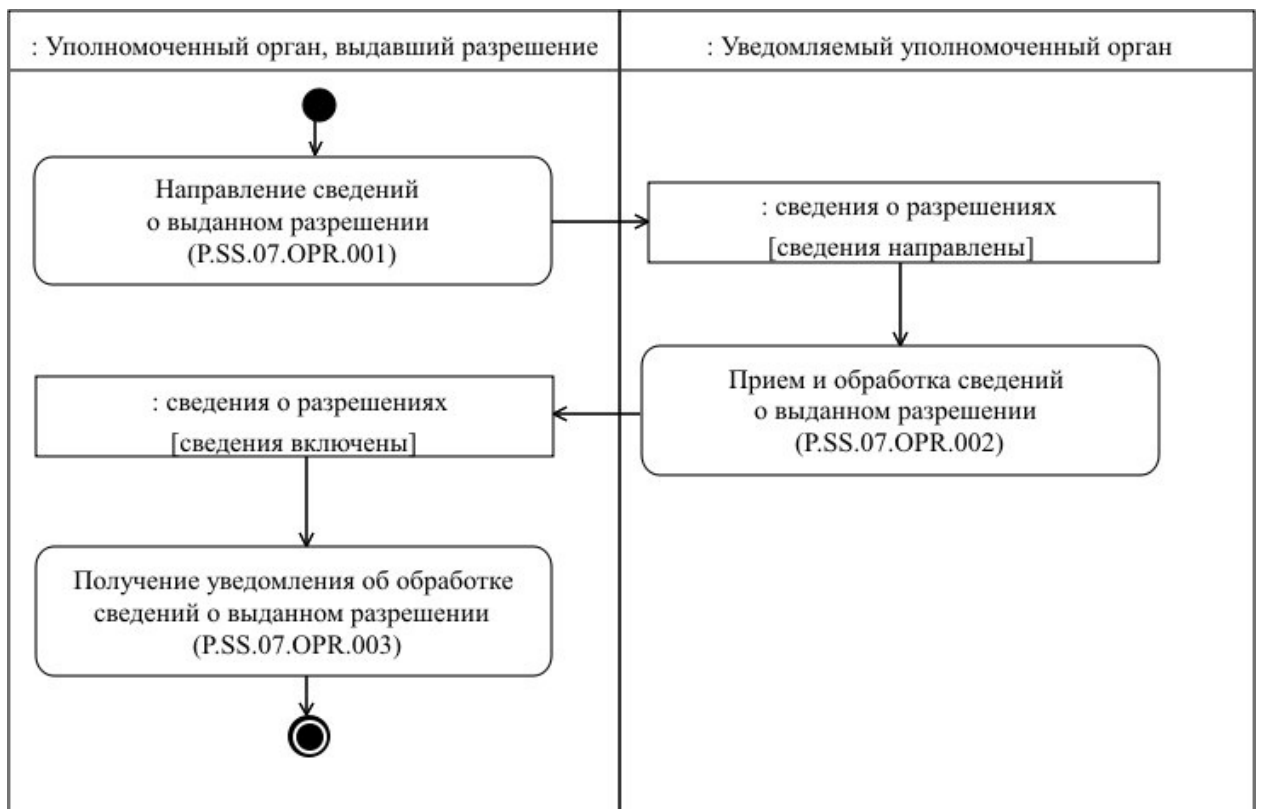 : Уполномоченный орган, выдавший разрешение
: Уведомляемый уполномоченный орган
Направление сведений
о выданном разрешении
(P.SS.07.OPR.001)
: сведения о разрешениях
[сведения направлены]
Прием и обработка сведений
о выданном разрешении
(P.SS.07.OPR.002)
: сведения о разрешениях
[сведения включены]
Получение уведомления об обработке
сведений о выданном разрешении
(P.SS.07.OPR.003)